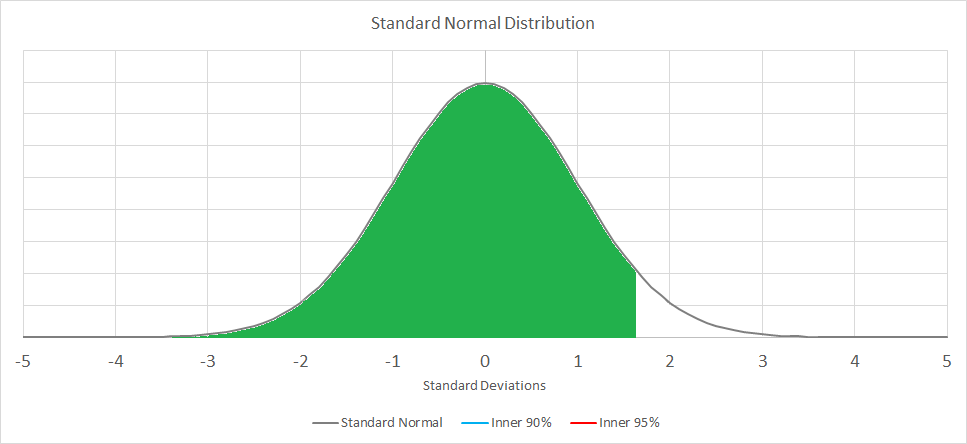 Standard Normal Distribution
-5 -4 -3 -2 -1 0 1 2 3 4 5
Standard Deviations
Standard Normal Inner 90% Inner 95%